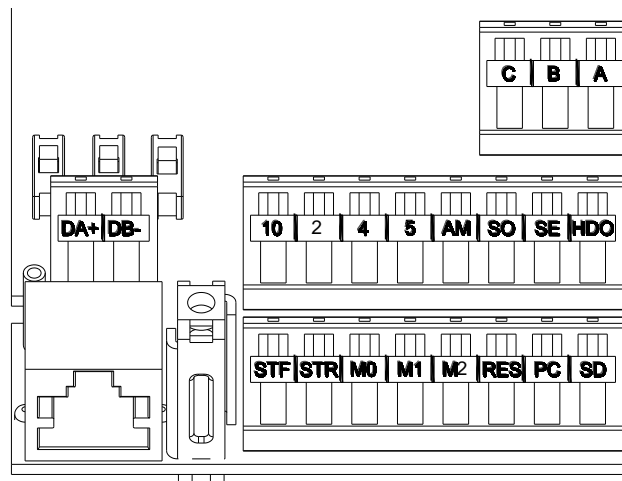 C B A
DA+ DB- 10 2 4 5 AM SO SE HDO
STF STR M0 M1 M2 RES PC SD